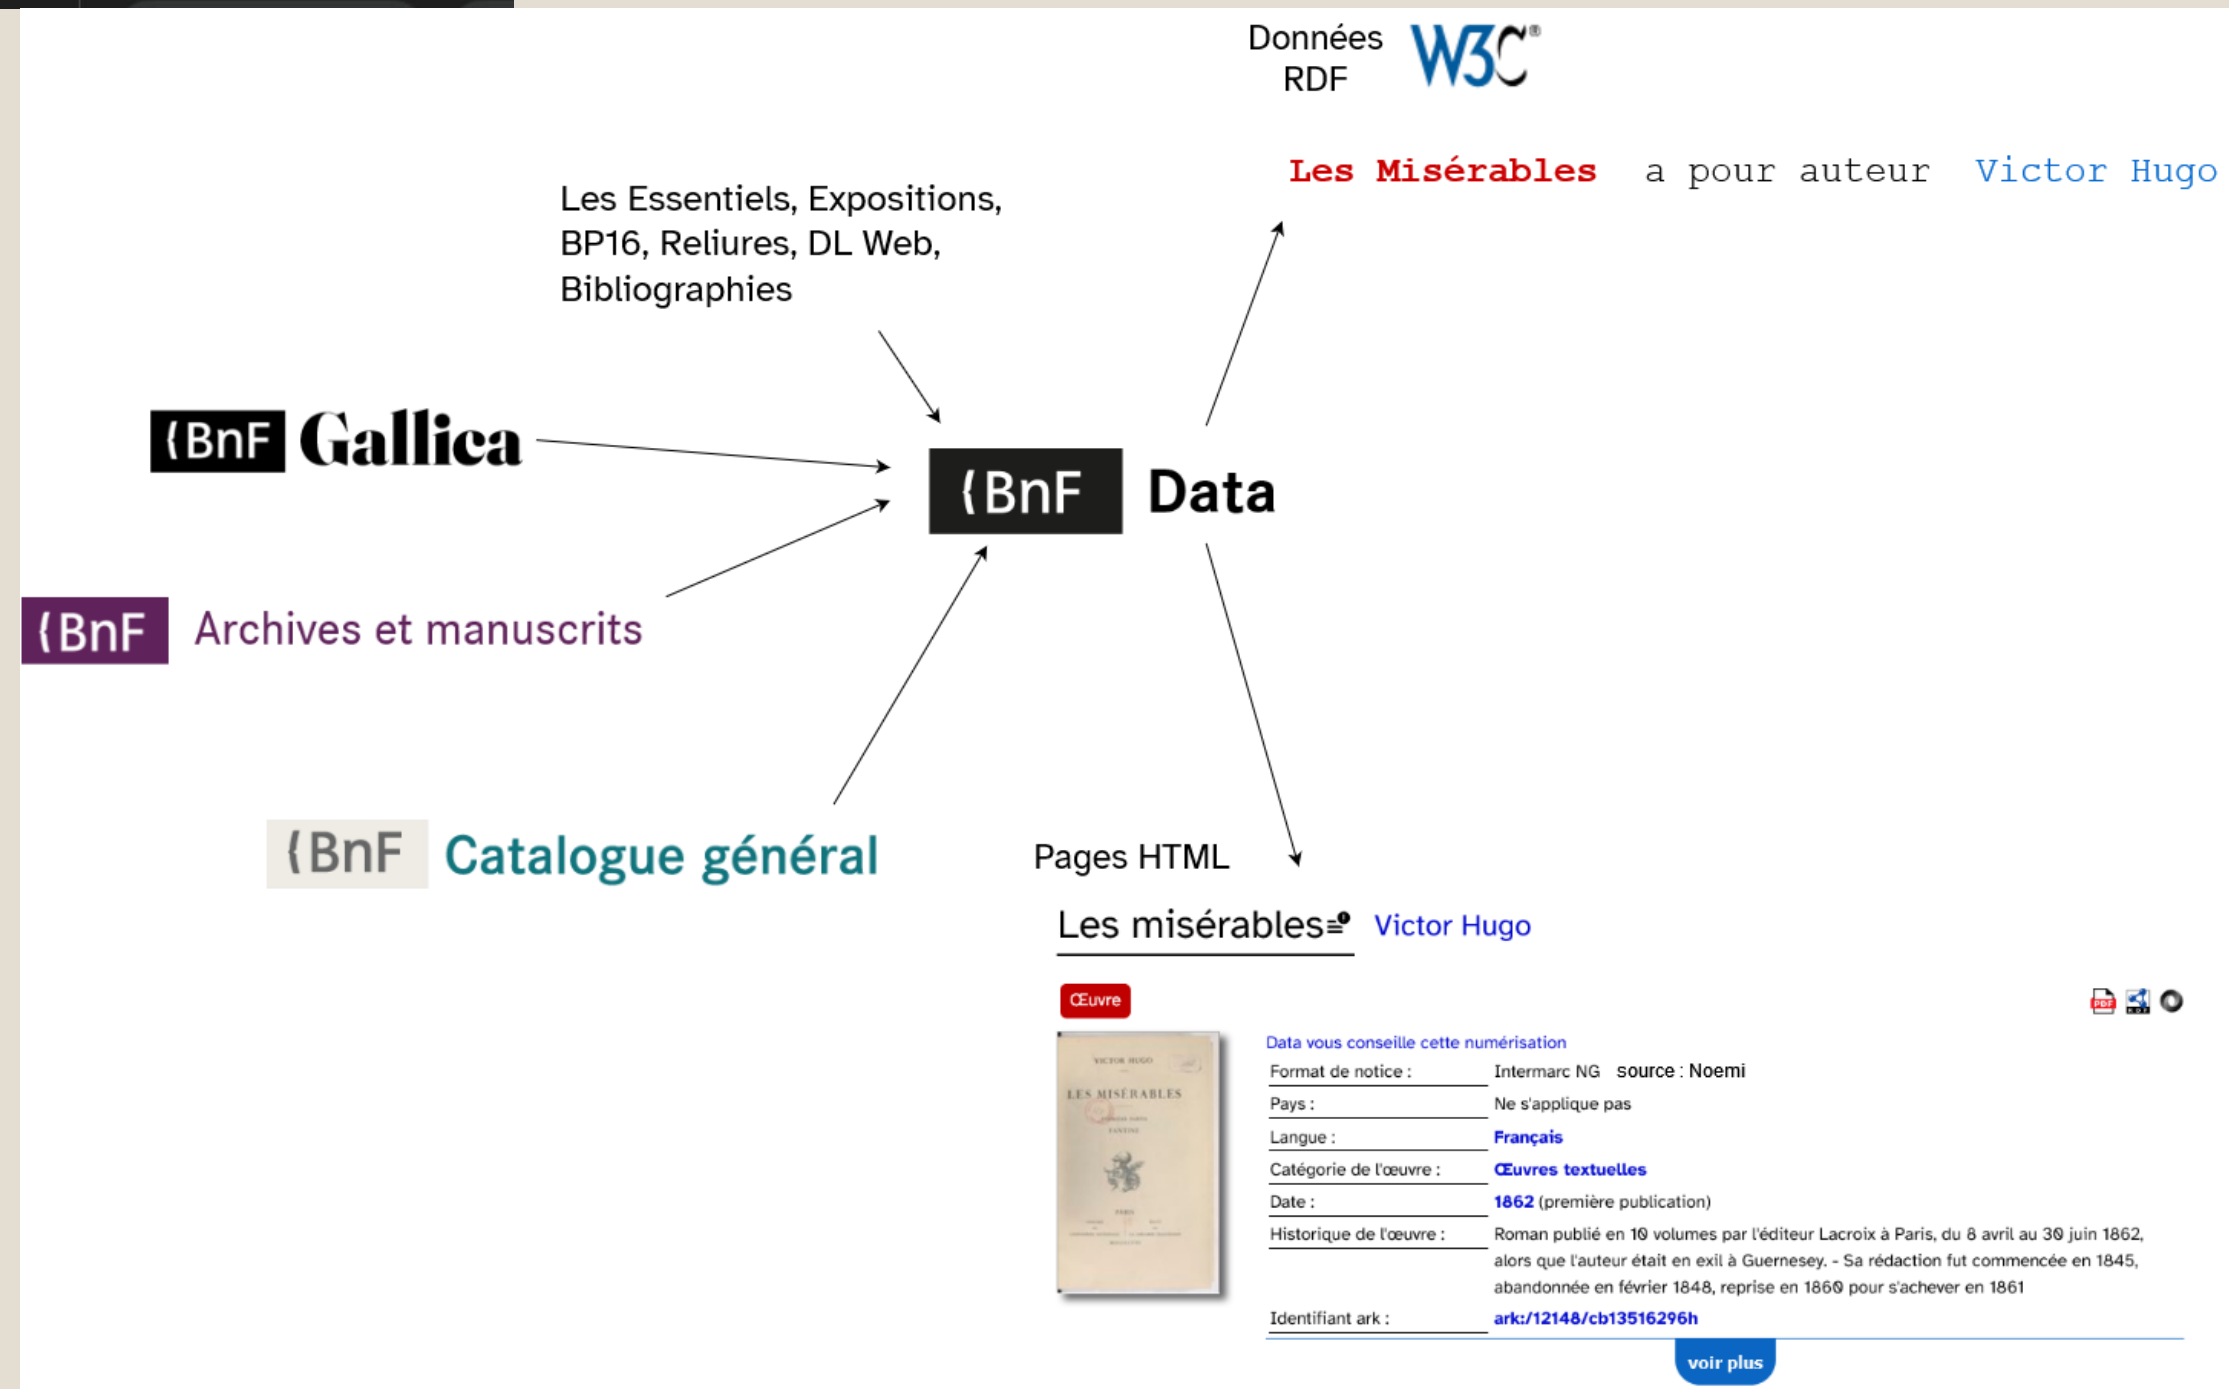 Données
RDF
W3C®
Les Misérables a pour auteur Victor Hugo
Les Essentiels, Expositions,
BP16, Reliures, DL Web,
Bibliographies
{BnF Gallica
{BnF Data
{BnF Archives et manuscrits
{BnF Catalogue général
Pages HTML
Les misérables Victor Hugo
Œuvre
PDF
Data vous conseille cette numérisation
Format de notice : Intermarc NG source : Noemi
Pays : Ne s'applique pas
Langue : Français
Catégorie de l'œuvre : Œuvres textuelles
Date : 1862 (première publication)
Historique de l'œuvre : Roman publié en 10 volumes par l'éditeur Lacroix à Paris, du 8 avril au 30 juin 1862,
alors que l'auteur était en exil à Guernesey. - Sa rédaction fut commencée en 1845,
abandonnée en février 1848, reprise en 1860 pour s'achever en 1861
Identifiant ark : ark:/12148/cb13516296h
voir plus
VICTOR HUGO
LES MISÉRABLES
FANTINE
PARIS